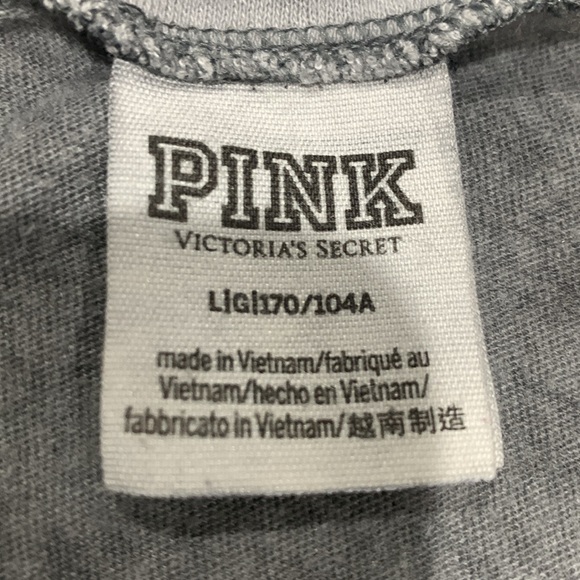 PINK
VICTORIA'S SECRET
L|G|170/104A
made in Vietnam/fabriqué au
Vietnam/hecho en Vietnam/
fabbricato in Vietnam/越南制造